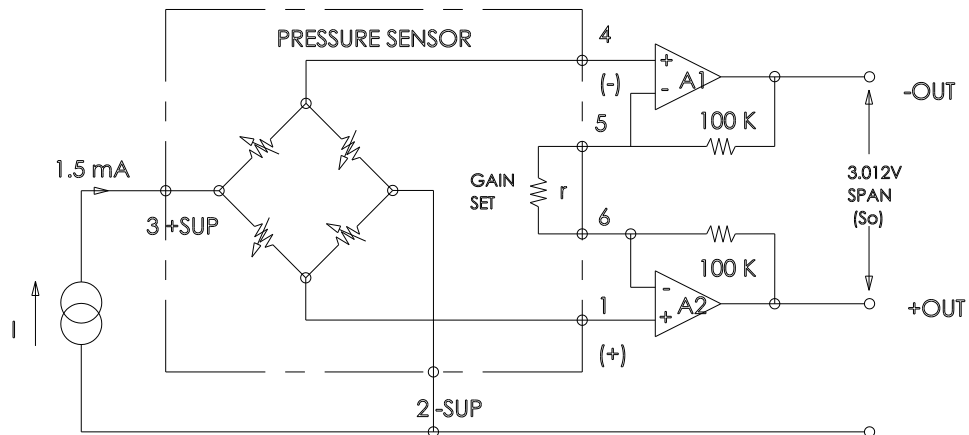 PRESSURE SENSOR
4
+
A1
-OUT
(-)
-
5
100 K
1.5 mA
GAIN
SET
r
3.012V
SPAN
(So)
3 +SUP
6
100 K
-
1
A2
+
+OUT
I
(+)
2 -SUP